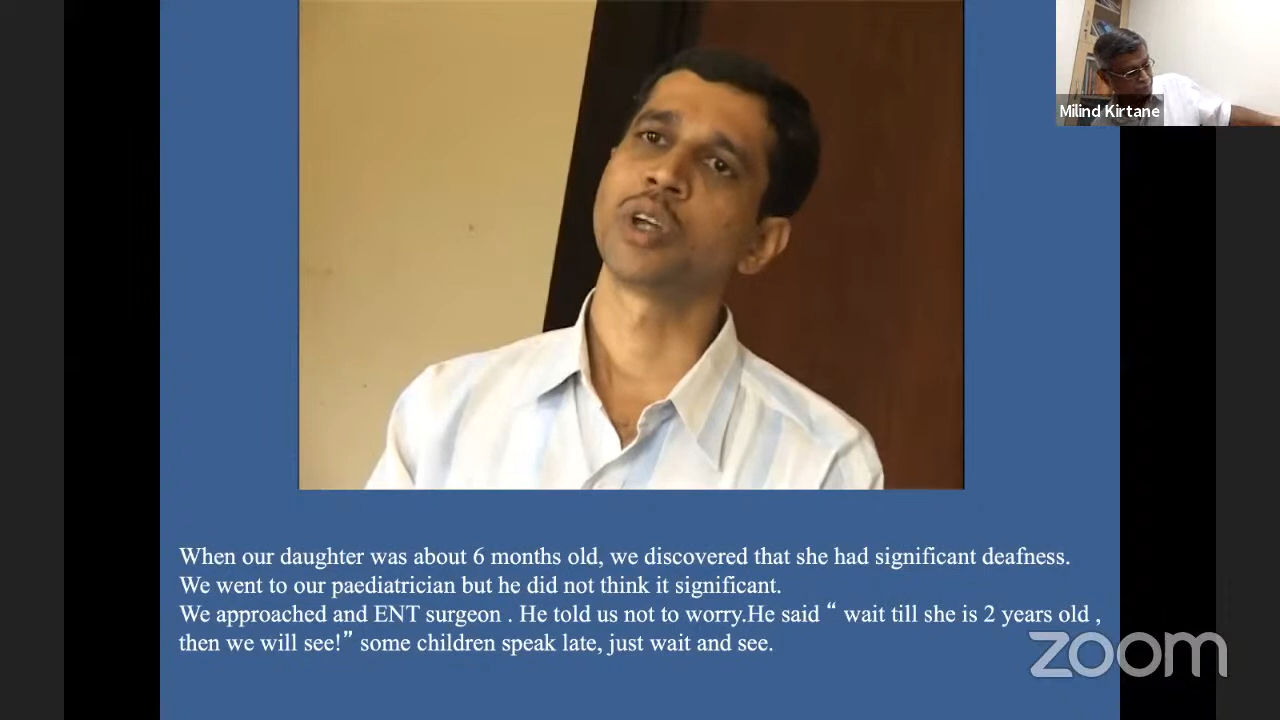 Milind Kirtane
When our daughter was about 6 months old, we discovered that she had significant deafness.
We went to our paediatrician but he did not think it significant.
We approached and ENT surgeon . He told us not to worry.He said “ wait till she is 2 years old ,
then we will see!” some children speak late, just wait and see.
zoom